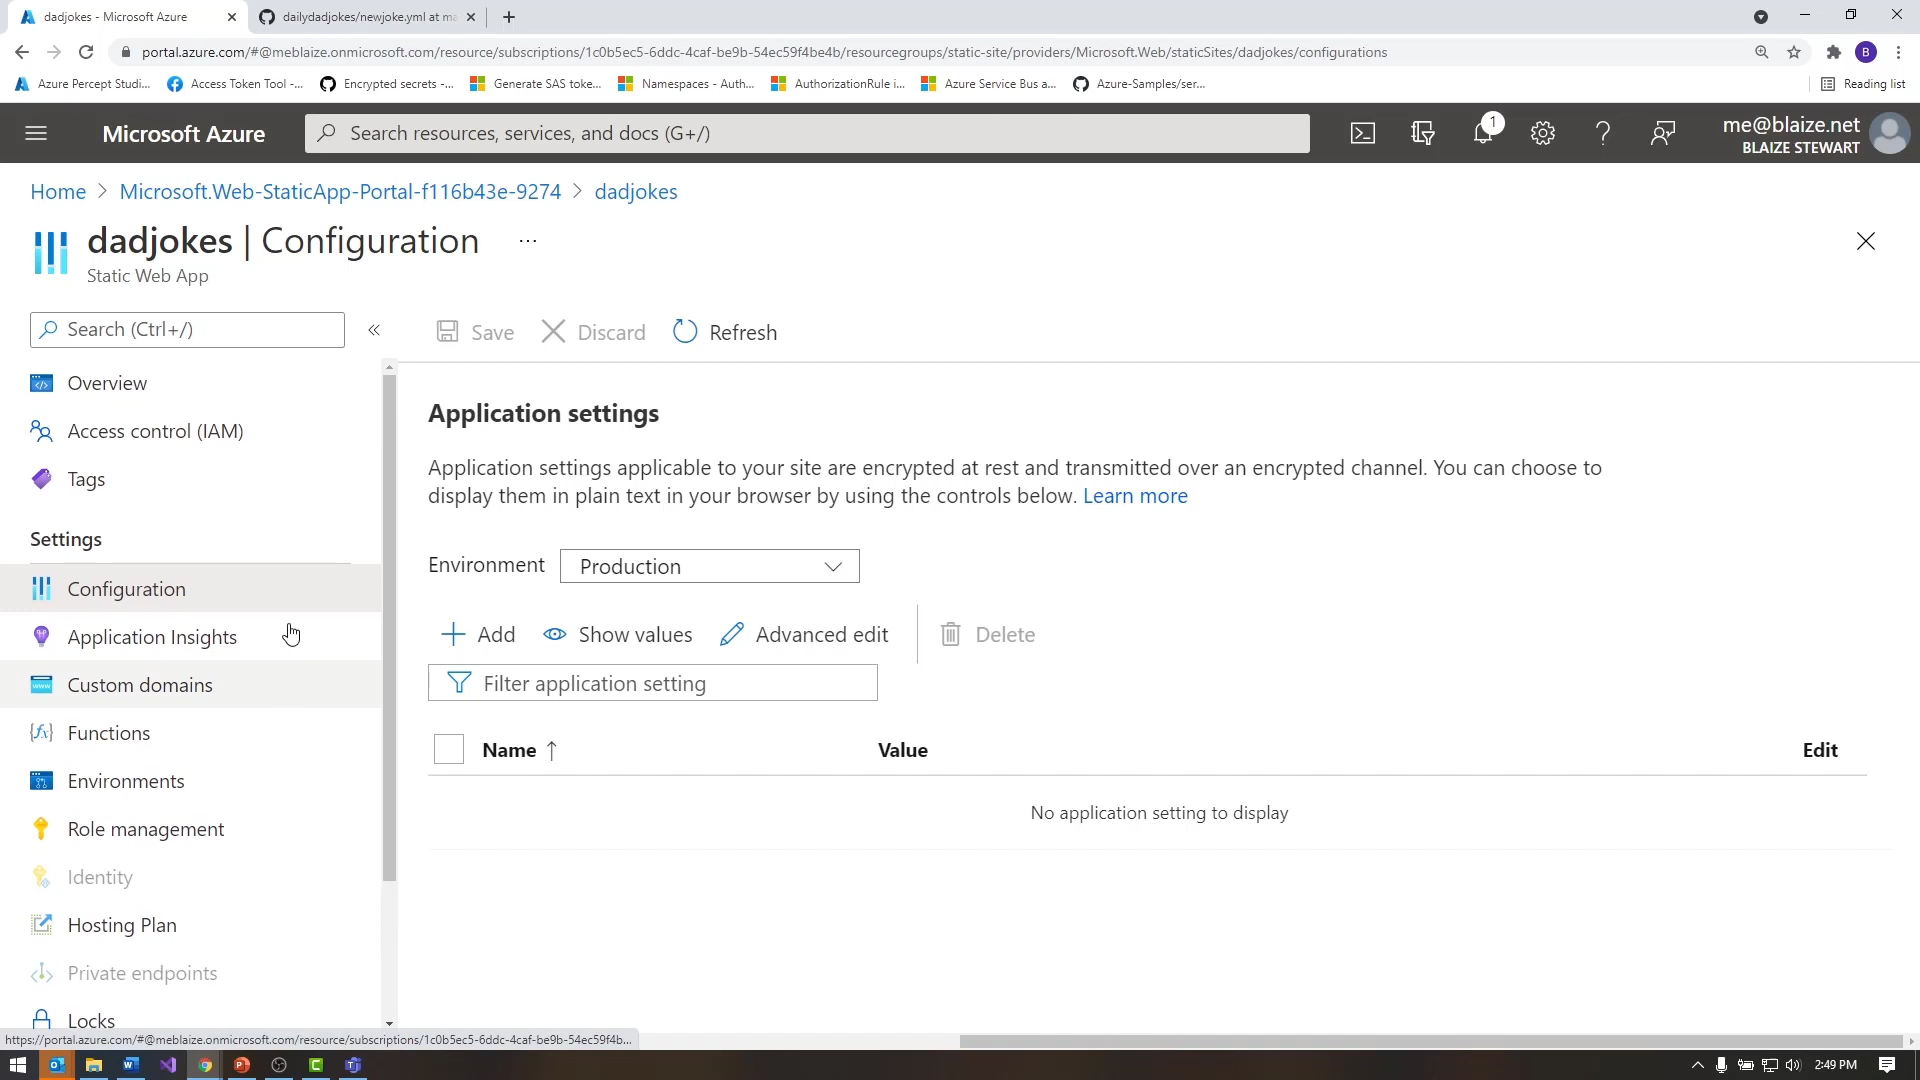 dadjokes - Microsoft Azure
dailydadjokes/newjoke.yml at ma
portal.azure.com/#@meblaize.onmicrosoft.com/resource/subscriptions/1c0b5ec5-6ddc-4caf-be9b-54ec59f4be4b/resourcegroups/static-site/providers/Microsoft.Web/staticSites/dadjokes/configurations
B
Azure Percept Studi...
Access Token Tool -...
Encrypted secrets -...
Generate SAS toke...
Namespaces - Auth...
AuthorizationRule i...
Azure Service Bus a...
Azure-Samples/ser...
Reading list
Microsoft Azure
Search resources, services, and docs (G+/)
1
me@blaize.net
BLAIZE STEWART
Home > Microsoft.Web-StaticApp-Portal-f116b43e-9274 > dadjokes
dadjokes | Configuration ...
Static Web App
Search (Ctrl+/)
«
Save
Discard
Refresh
Overview
Access control (IAM)
Tags
Settings
Configuration
Application Insights
Custom domains
Functions
Environments
Role management
Identity
Hosting Plan
Private endpoints
Locks
Application settings
Application settings applicable to your site are encrypted at rest and transmitted over an encrypted channel. You can choose to
display them in plain text in your browser by using the controls below. Learn more
Environment
Production
Add
Show values
Advanced edit
Delete
Filter application setting
Name ↑
Value
Edit
No application setting to display
https://portal.azure.com/#@meblaize.onmicrosoft.com/resource/subscriptions/1c0b5ec5-6ddc-4caf-be9b-54ec59f4b...
2:49 PM